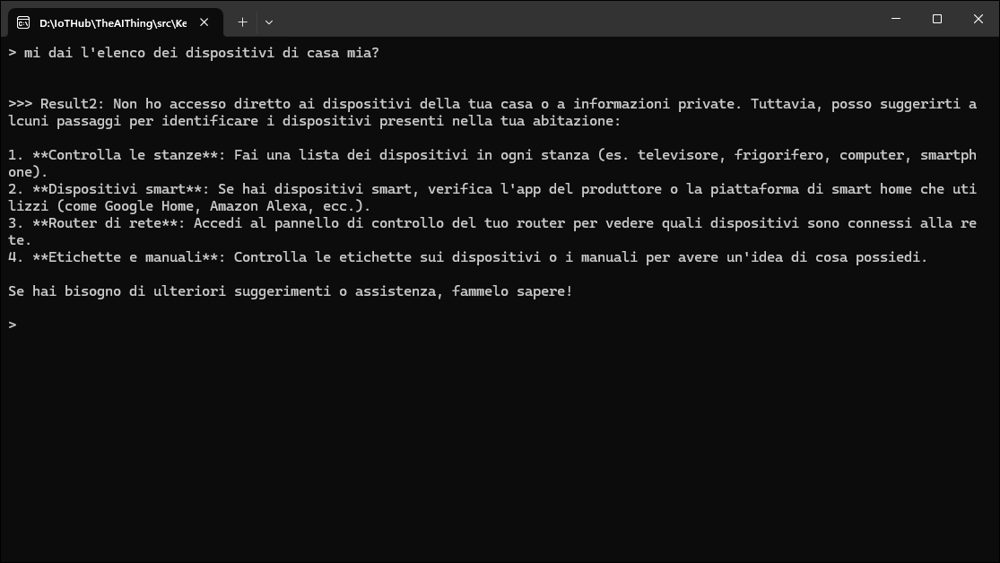 D:\IoTHub\TheAIThing\src\Ke
> mi dai l'elenco dei dispositivi di casa mia?
>>> Result2: Non ho accesso diretto ai dispositivi della tua casa o a informazioni private. Tuttavia, posso suggerirti a
lcuni passaggi per identificare i dispositivi presenti nella tua abitazione:
1. **Controlla le stanze**: Fai una lista dei dispositivi in ogni stanza (es. televisore, frigorifero, computer, smartph
one).
2. **Dispositivi smart**: Se hai dispositivi smart, verifica l'app del produttore o la piattaforma di smart home che uti
lizzi (come Google Home, Amazon Alexa, ecc.).
3. **Router di rete**: Accedi al pannello di controllo del tuo router per vedere quali dispositivi sono connessi alla re
te.
4. **Etichette e manuali**: Controlla le etichette sui dispositivi o i manuali per avere un'idea di cosa possiedi.
Se hai bisogno di ulteriori suggerimenti o assistenza, fammelo sapere!
>